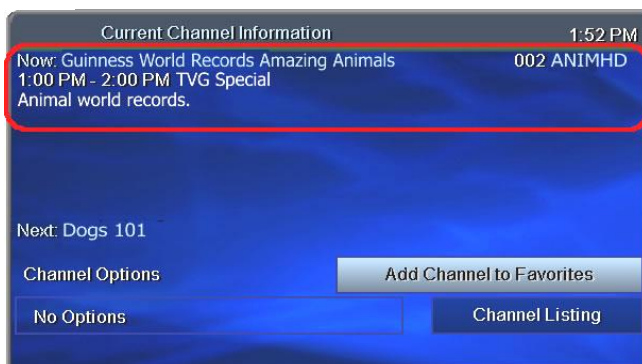 Current Channel Information 1:52 PM
Now: Guinness World Records Amazing Animals 002 ANIMHD
1:00 PM - 2:00 PM TVG Special
Animal world records.
Next: Dogs 101
Channel Options Add Channel to Favorites
No Options Channel Listing